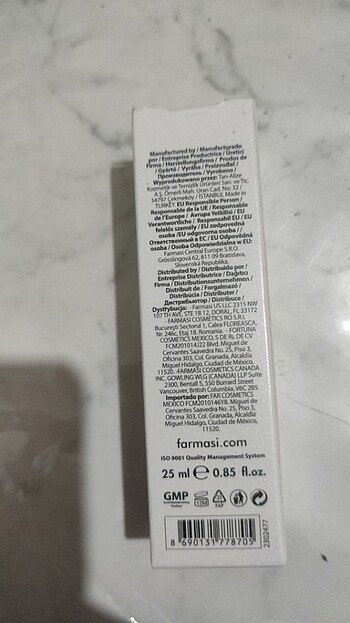 Manufactured by / Manufacturado
por / Entreprise Productrice / Üretici
Firma / Herstellungsfirma / Produs de
/ Gyártó / Vyrába / Proizvođač /
Производитель / Vyrobeno /
Wyprodukowano przez: Tan-Alize
Kozmetik ve Temizlik Ürünleri San. ve Tic.
A.Ş. Ömerli Mah. Uran Cad. No: 32 /
34797 Çekmeköy / İSTANBUL Made in
TURKEY. EU Responsible Person /
Responsable de la UE / Responsable
de l'Europe / Avrupa Yetkilisi / EU
Verantwortliche / Responsabil EU / EU
felelős személy / EU zodpovedná
osoba /EU odgovorna osoba //
Ответственный в ЕС / EU Odpovědná
osoba / Osoba Odpowiedzialna w EU:
Farmasi Central Europe S.R.O.
Grösslingová 62, 811 09 Bratislava,
Slovenská Republika.
Distributed by / Distribuido por /
Entreprise Distributrice / Dağıtıcı
Firma / Distributionsunternehmen /
Distribuit de / Forgalmazó /
Distribúcia / Distributer /
Дистрибьютор / Distribuce /
Dystrybucja: - Farmasi US LLC 2315 NW
107 TH AVE, STE 1B 12, DORAL, FL 33172
- FARMASI COSMETICS RO S.R.L
Bucureşti Sectorul 1, Calea FLOREASCA,
Nr. 246c, Etaj 18, Romania. - FORTUNA
COSMETICS MEXICO, S DE RL DE CV
FCM201014J22 Blvd. Miguel de
Cervantes Saavedra No. 25, Piso 3,
Oficina 303, Col. Granada, Alcaldía
Miguel Hidalgo, Ciudad de México,
11520. -FARMASI COSMETICS CANADA
INC. GOWLING WLG (CANADA) LLP Suite
2300, Bentall 5, 550 Burrard Street
Vancouver, British Columbia, V6C 2B5.
Importado por: FAR COSMETICS
MEXICO FCM2010146Y8, Miguel de
Cervantes Saavedra No. 25, Piso 3,
Oficina 303, Col. Granada, Alcaldía
Miguel Hidalgo, Ciudad de México,
11520.
farmasi.com
ISO 9001 Quality Management System
25 ml ℮ 0.85 fl.oz.
GMP
Good Manufacturing
Practice
12M
21
PAP
8 690131 778705
2302477